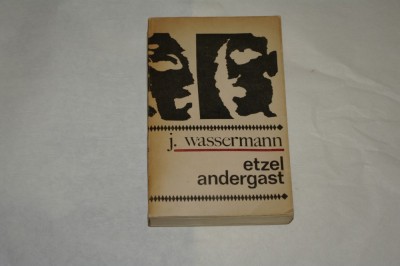 j. wassermann
etzel
andergast